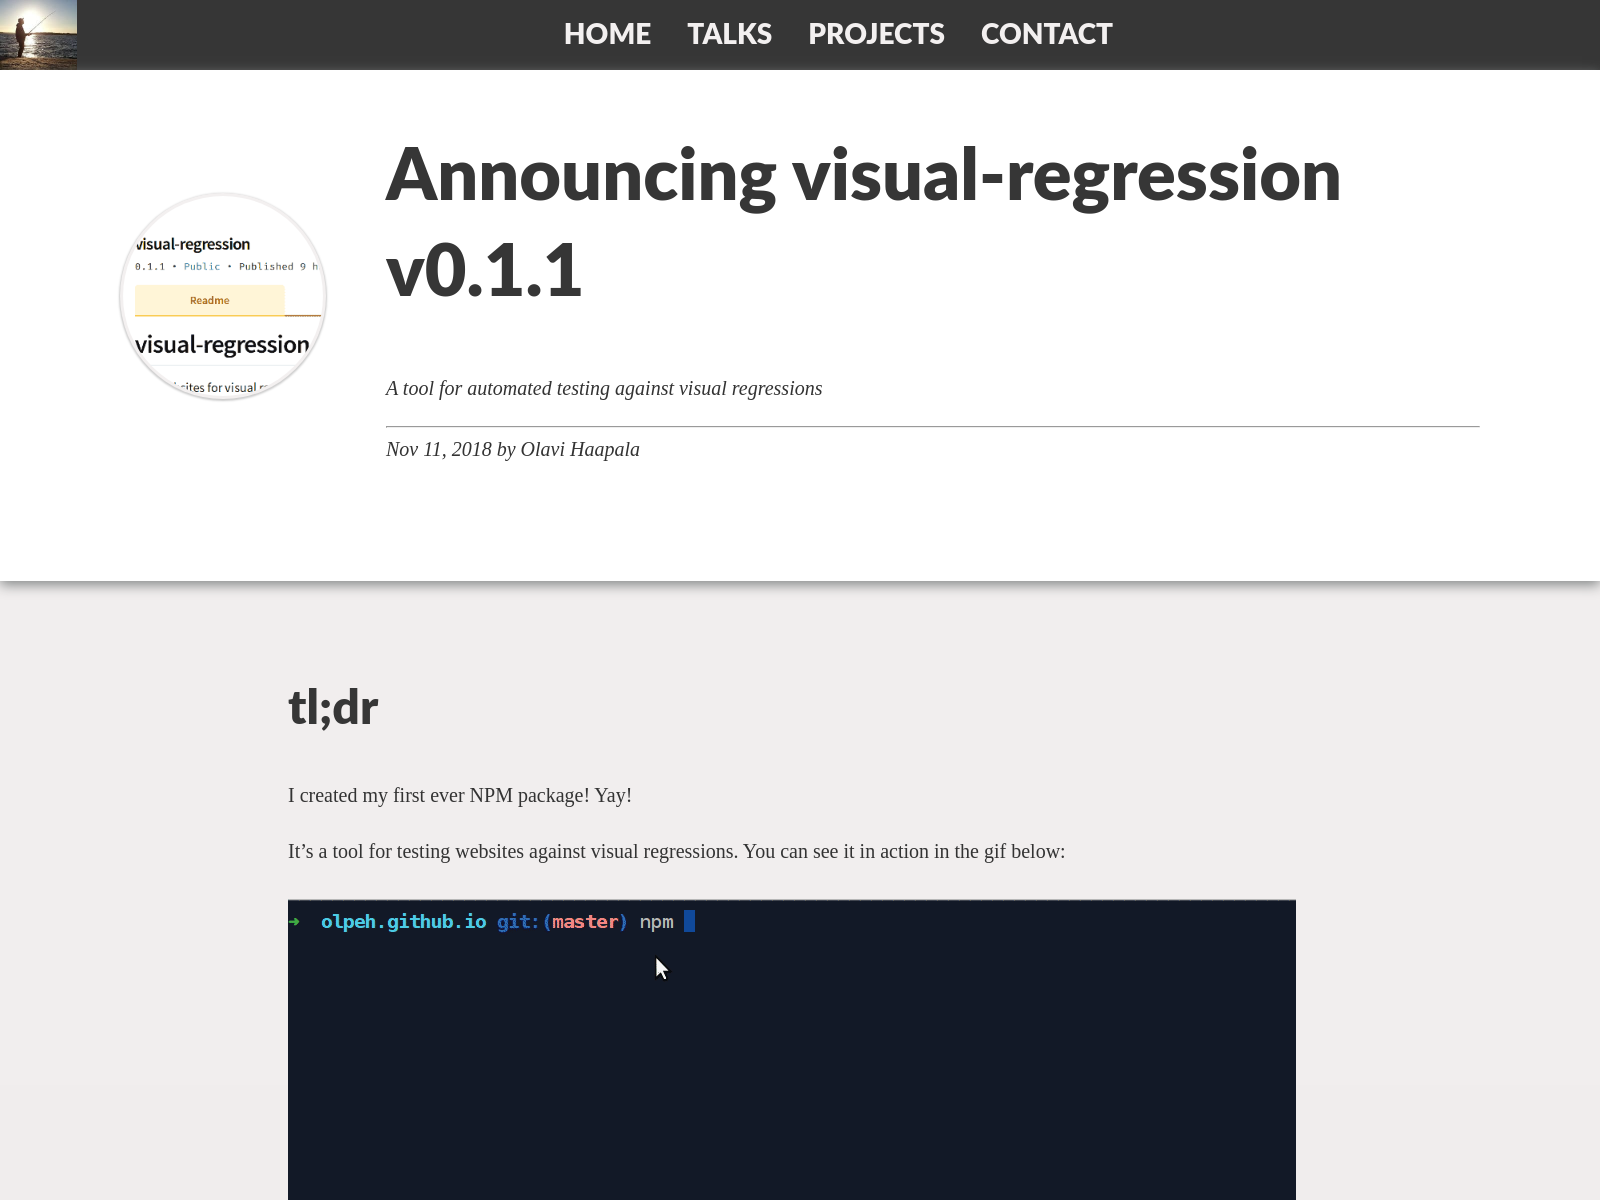 HOME TALKS PROJECTS CONTACT
Announcing visual-regression
v0.1.1
visual-regression
0.1.1 • Public • Published 9 h
Readme
visual-regression
sites for visual
A tool for automated testing against visual regressions
Nov 11, 2018 by Olavi Haapala
tl;dr
I created my first ever NPM package! Yay!
It’s a tool for testing websites against visual regressions. You can see it in action in the gif below:
➜ olpeh.github.io git:(master) npm